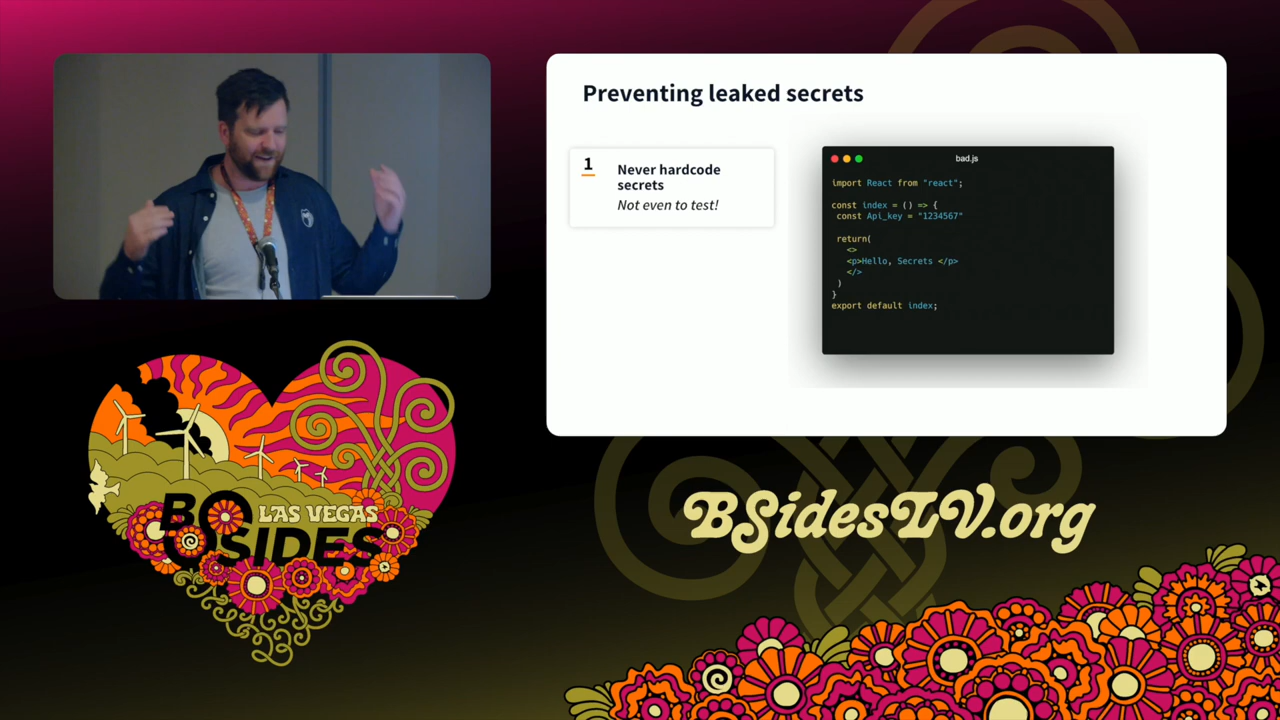 Preventing leaked secrets
1
Never hardcode
secrets
Not even to test!
bad.js
import React from "react";
const index = () => {
const Api_key = "1234567"
return(
<>
<p>Hello, Secrets </p>
</>
)
}
export default index;
LAS VEGAS
BSIDES
BSidesLV.org